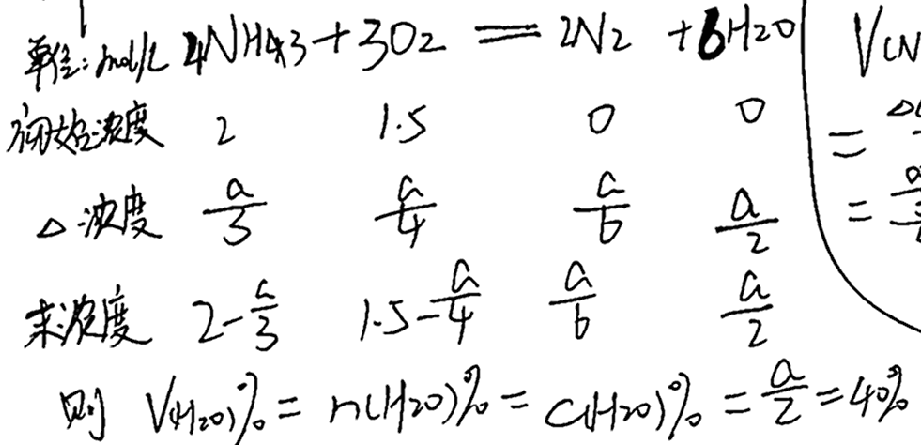 单位:mol/L 4NH3+3O2 = 2N2 +6H2O
初始浓度 2 1.5 0 0
△浓度 a/3 a/4 a/6 a/2
末浓度 2-a/3 1.5-a/4 a/6 a/2
则 V(H2O)%=n(H2O)%=C(H2O)%=a/2=40%
V(N
=
=